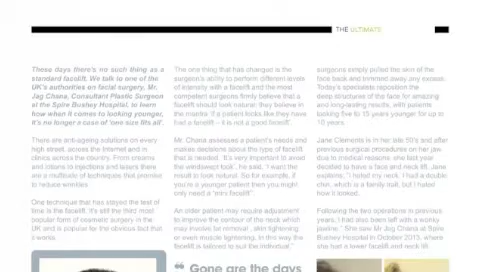 THE ULTIMATE
These days there's no such thing as a
standard facelift. We talk to one of the
UK's authorities on facial surgery, Mr.
Jag Chana, Consultant Plastic Surgeon
at the Spire Bushey Hospital, to learn
how when it comes to looking younger,
it's no longer a case of 'one size fits all'.
There are anti-ageing solutions on every
high street, across the Internet and in
clinics across the country. From creams
and lotions to injections and lasers there
are a multitude of techniques that promise
to reduce wrinkles.
One technique that has stayed the test of
time is the facelift. It's still the third most
popular form of cosmetic surgery in the
UK and is popular for the obvious fact that
it works.
The one thing that has changed is the
surgeon's ability to perform different levels
of intensity with a facelift and the most
competent surgeons firmly believe that a
facelift should look natural: they believe in
the mantra 'if a patient looks like they have
had a facelift – it is not a good facelift'.
Mr. Chana assesses a patient's needs and
makes decisions about the type of facelift
that is needed. "It's very important to avoid
the windswept look", he said. "I want the
result to look natural. So for example, if
you're a younger patient then you might
only need a "mini facelift".
An older patient may require adjustment
to improve the contour of the neck which
may involve fat removal , skin tightening
or even muscle tightening. In this way the
facelift is tailored to suit the individual."
“ Gone are the days
surgeons simply pulled the skin of the
face back and trimmed away any excess.
Today's specialists reposition the
deep structures of the face for amazing
and long-lasting results, with patients
looking five to 15 years younger for up to
10 years.
Jane Clements is in her late 50's and after
previous surgical procedures on her jaw
due to medical reasons, she last year
decided to have a face and neck lift. Jane
explains, "I hated my neck. I had a double
chin, which is a family trait, but I hated
how it looked.
Following the two operations in previous
years, I had also been left with a wonky
jawline." She saw Mr Jag Chana at Spire
Bushey Hospital in October 2013, where
she had a lower facelift and neck lift.